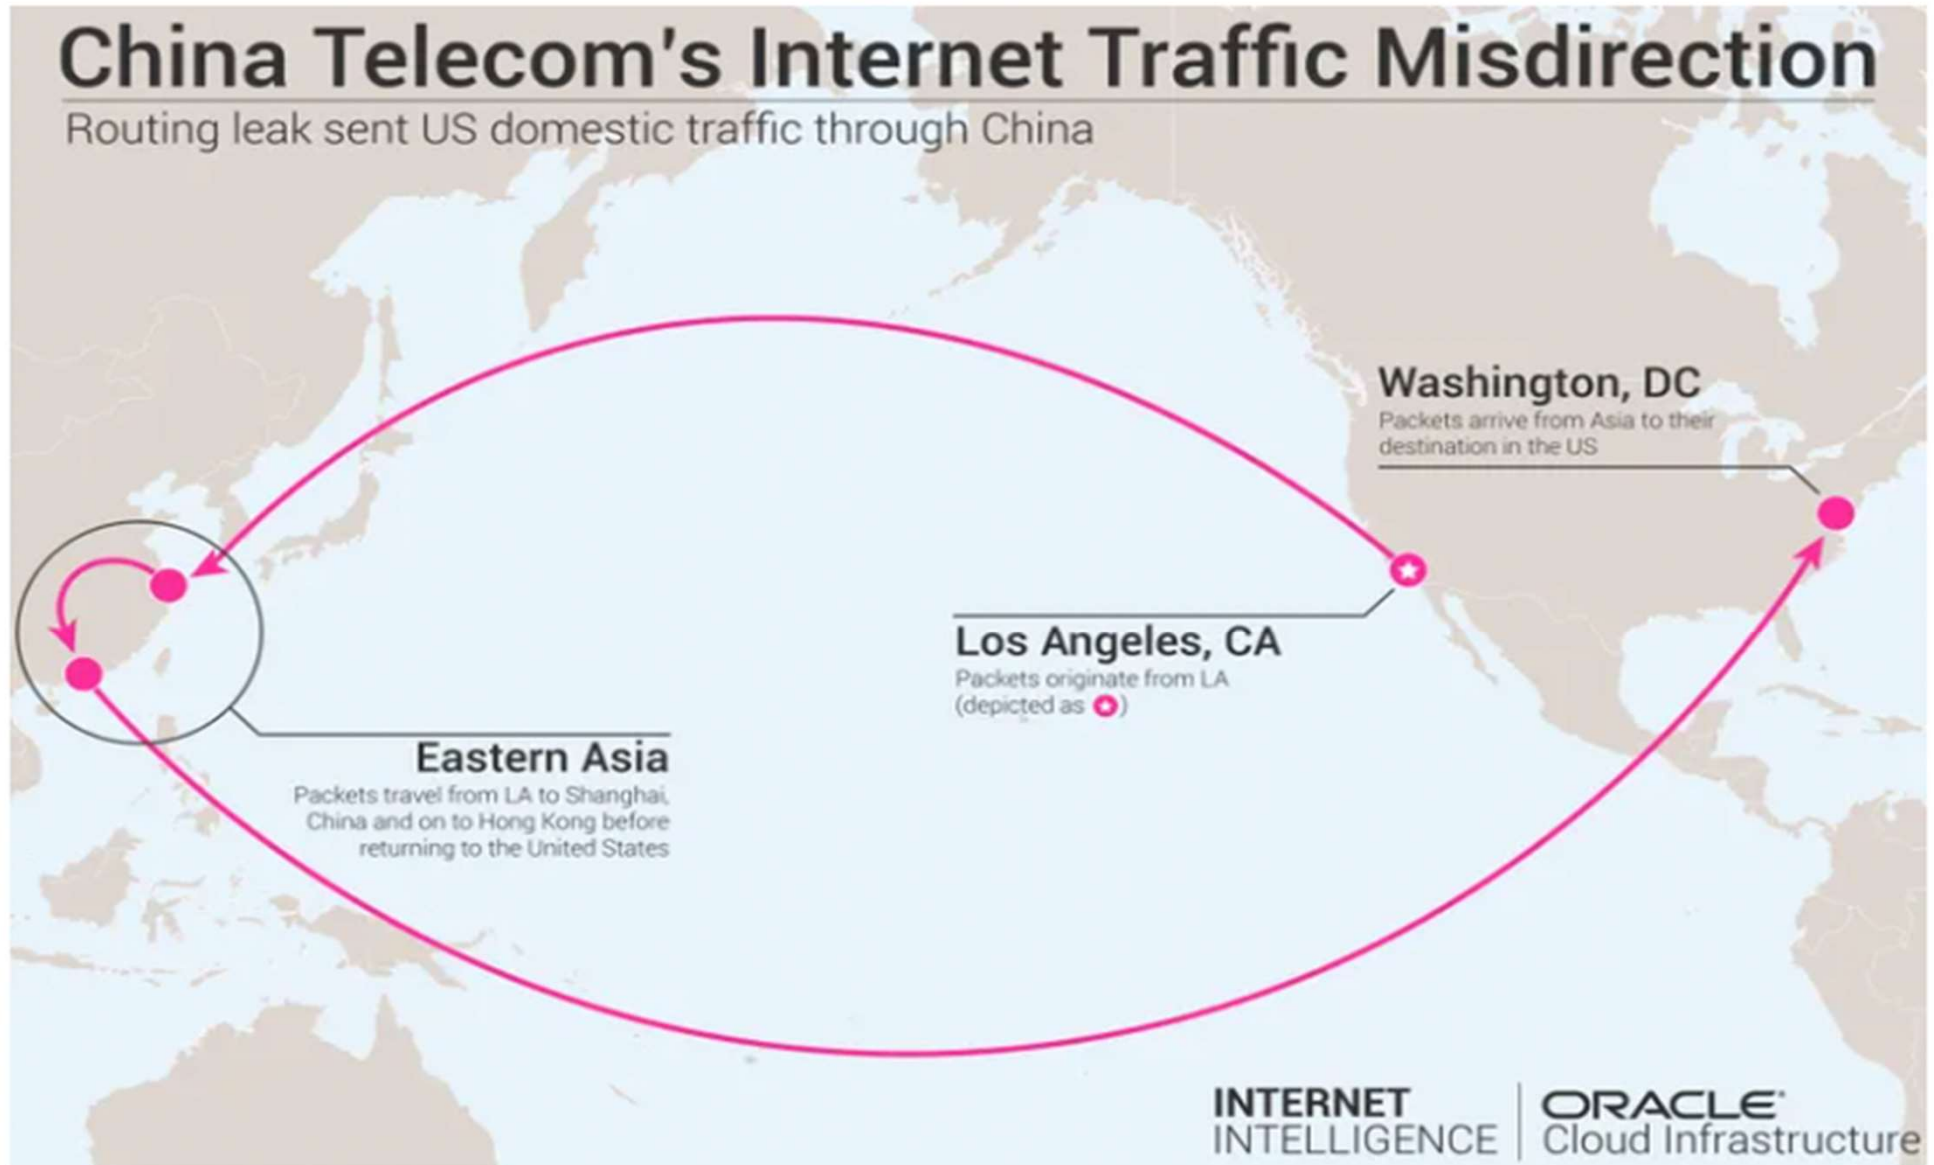 China Telecom's Internet Traffic Misdirection
Routing leak sent US domestic traffic through China
Washington, DC
Packets arrive from Asia to their
destination in the US
Los Angeles, CA
Packets originate from LA
(depicted as )
Eastern Asia
Packets travel from LA to Shanghai,
China and on to Hong Kong before
returning to the United States
INTERNET
INTELLIGENCE
ORACLE
Cloud Infrastructure